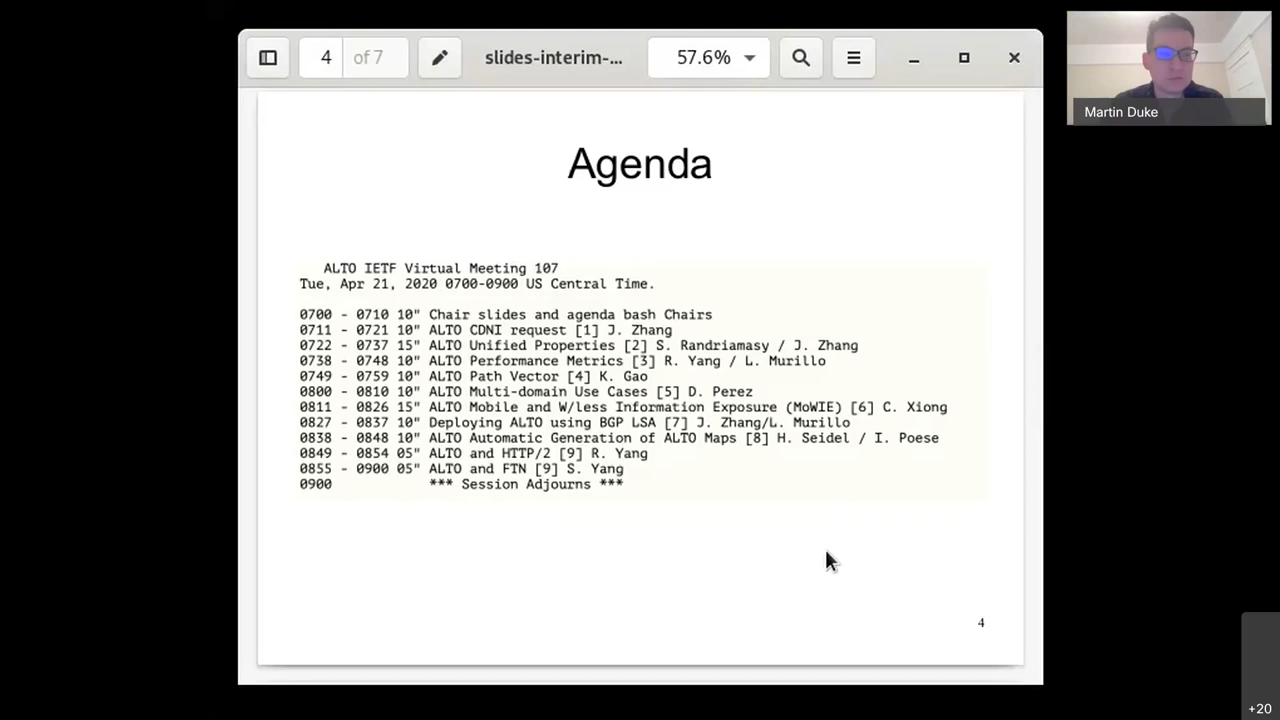 4 of 7 slides-interim-... 57.6%
Martin Duke
Agenda
ALTO IETF Virtual Meeting 107
Tue, Apr 21, 2020 0700-0900 US Central Time.
0700 - 0710 10" Chair slides and agenda bash Chairs
0711 - 0721 10" ALTO CDNI request [1] J. Zhang
0722 - 0737 15" ALTO Unified Properties [2] S. Randriamasy / J. Zhang
0738 - 0748 10" ALTO Performance Metrics [3] R. Yang / L. Murillo
0749 - 0759 10" ALTO Path Vector [4] K. Gao
0800 - 0810 10" ALTO Multi-domain Use Cases [5] D. Perez
0811 - 0826 15" ALTO Mobile and W/less Information Exposure (MoWIE) [6] C. Xiong
0827 - 0837 10" Deploying ALTO using BGP LSA [7] J. Zhang/L. Murillo
0838 - 0848 10" ALTO Automatic Generation of ALTO Maps [8] H. Seidel / I. Poese
0849 - 0854 05" ALTO and HTTP/2 [9] R. Yang
0855 - 0900 05" ALTO and FTN [9] S. Yang
0900 *** Session Adjourns ***
4
+20